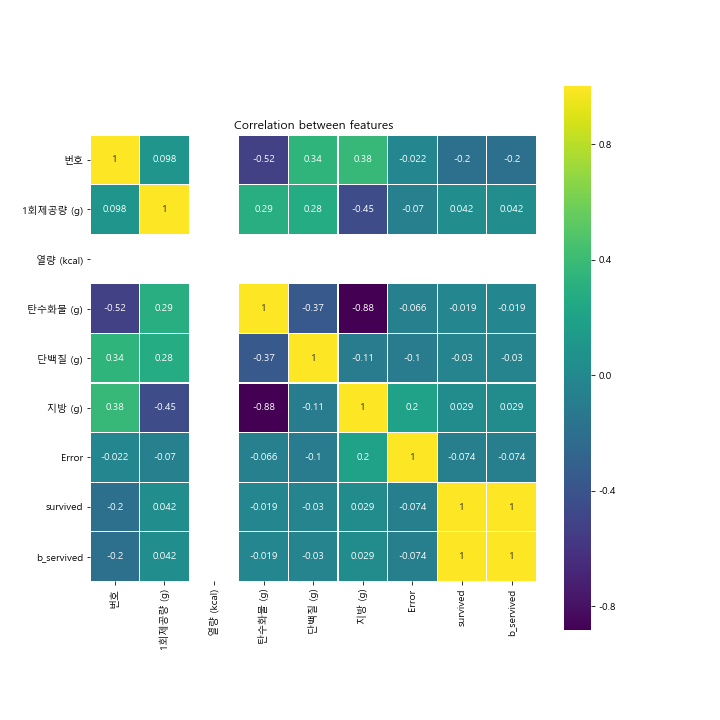 Correlation between features
번호 1 0.098 -0.52 0.34 0.38 -0.022 -0.2 -0.2
1회제공량 (g) 0.098 1 0.29 0.28 -0.45 -0.07 0.042 0.042
열량 (kcal)
탄수화물 (g) -0.52 0.29 1 -0.37 -0.88 -0.066 -0.019 -0.019
단백질 (g) 0.34 0.28 -0.37 1 -0.11 -0.1 -0.03 -0.03
지방 (g) 0.38 -0.45 -0.88 -0.11 1 0.2 0.029 0.029
Error -0.022 -0.07 -0.066 -0.1 0.2 1 -0.074 -0.074
survived -0.2 0.042 -0.019 -0.03 0.029 -0.074 1 1
b_servived -0.2 0.042 -0.019 -0.03 0.029 -0.074 1 1
번호
1회제공량 (g)
열량 (kcal)
탄수화물 (g)
단백질 (g)
지방 (g)
Error
survived
b_servived
0.8
0.4
0.0
-0.4
-0.8